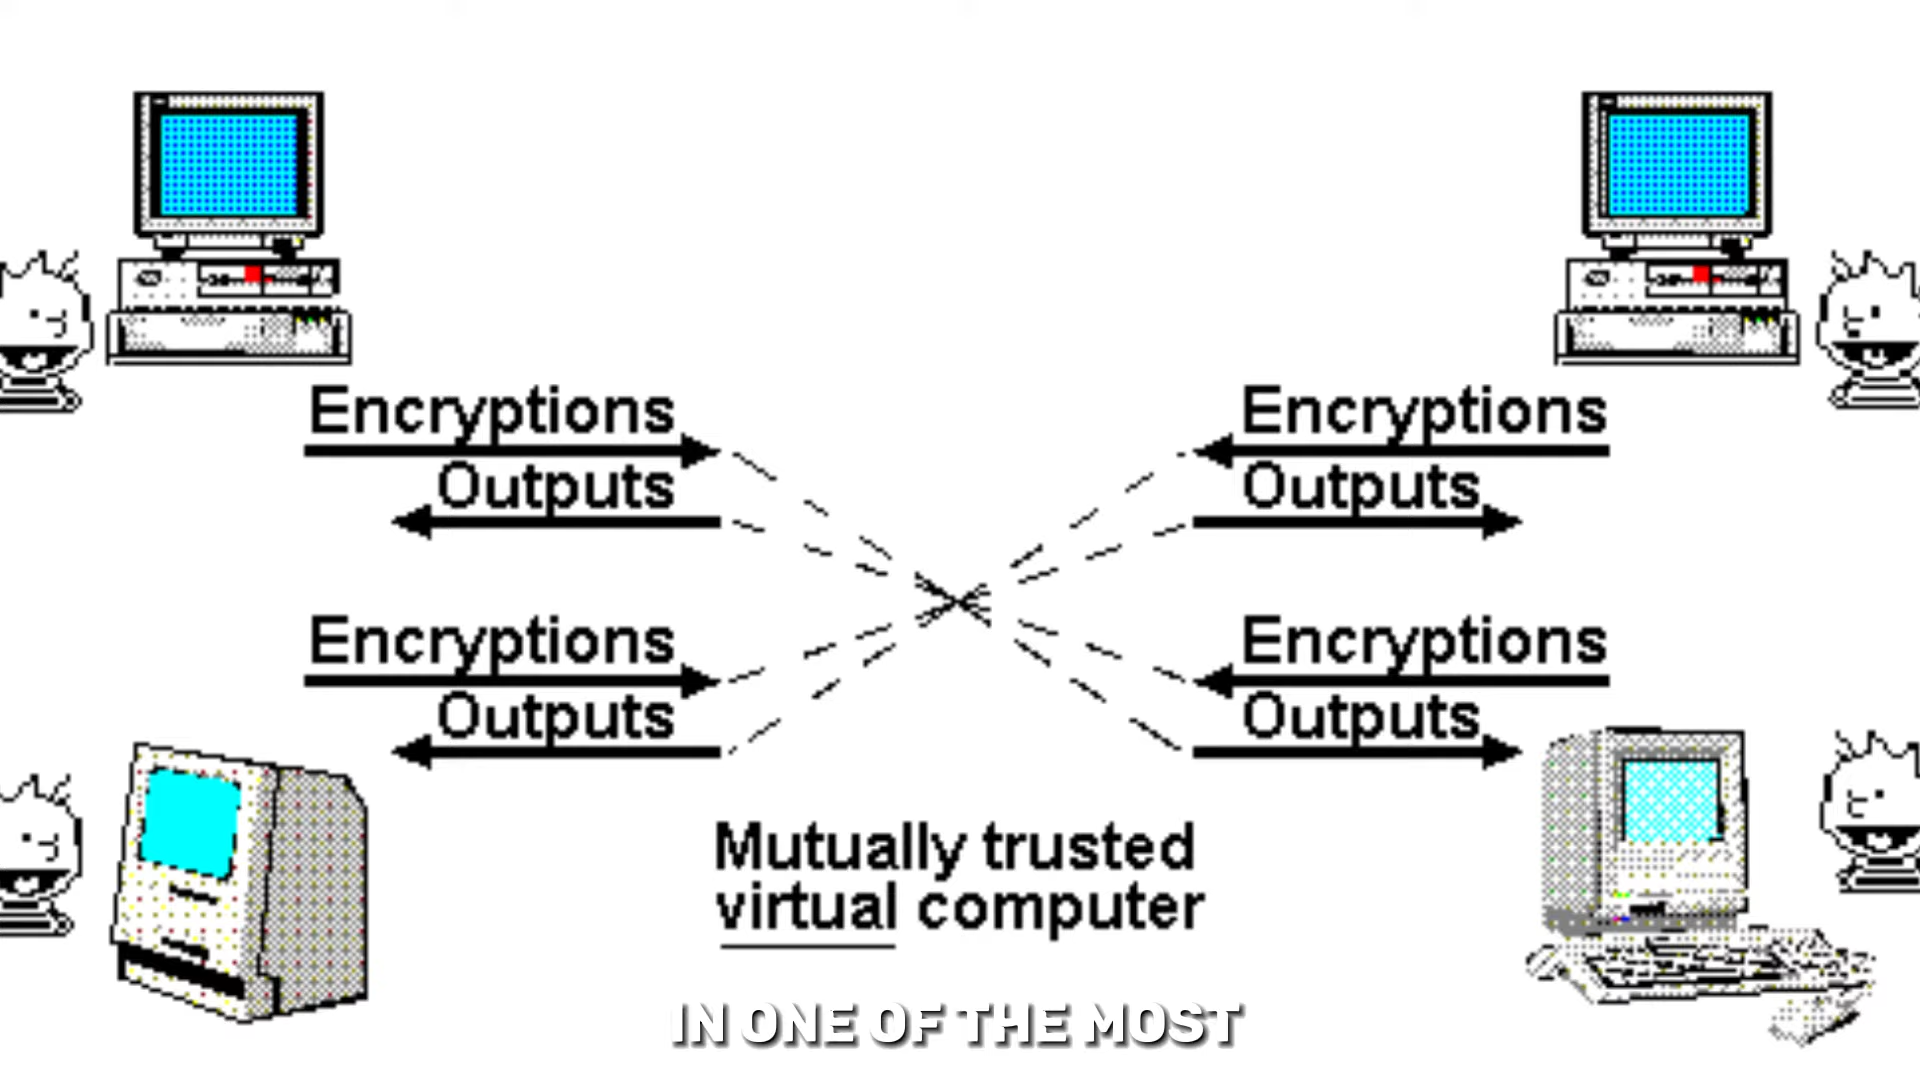 Encryptions
Outputs
Encryptions
Outputs
Encryptions
Outputs
Encryptions
Outputs
Mutually trusted
virtual computer
IN ONE OF THE MOST